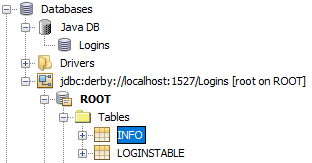 Databases
Java DB
Logins
Drivers
jdbc:derby://localhost:1527/Logins [root on ROOT]
ROOT
Tables
INFO
LOGINSTABLE